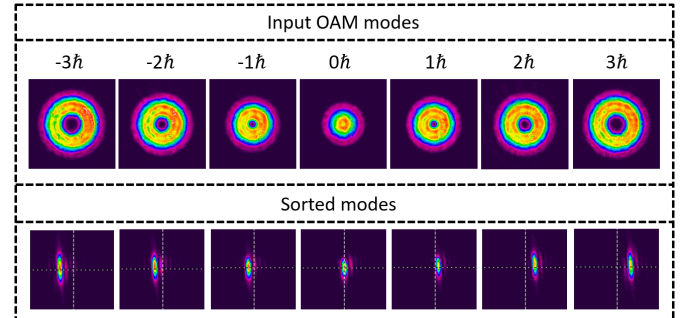 Input OAM modes
-3ℏ -2ℏ -1ℏ 0ℏ 1ℏ 2ℏ 3ℏ
Sorted modes